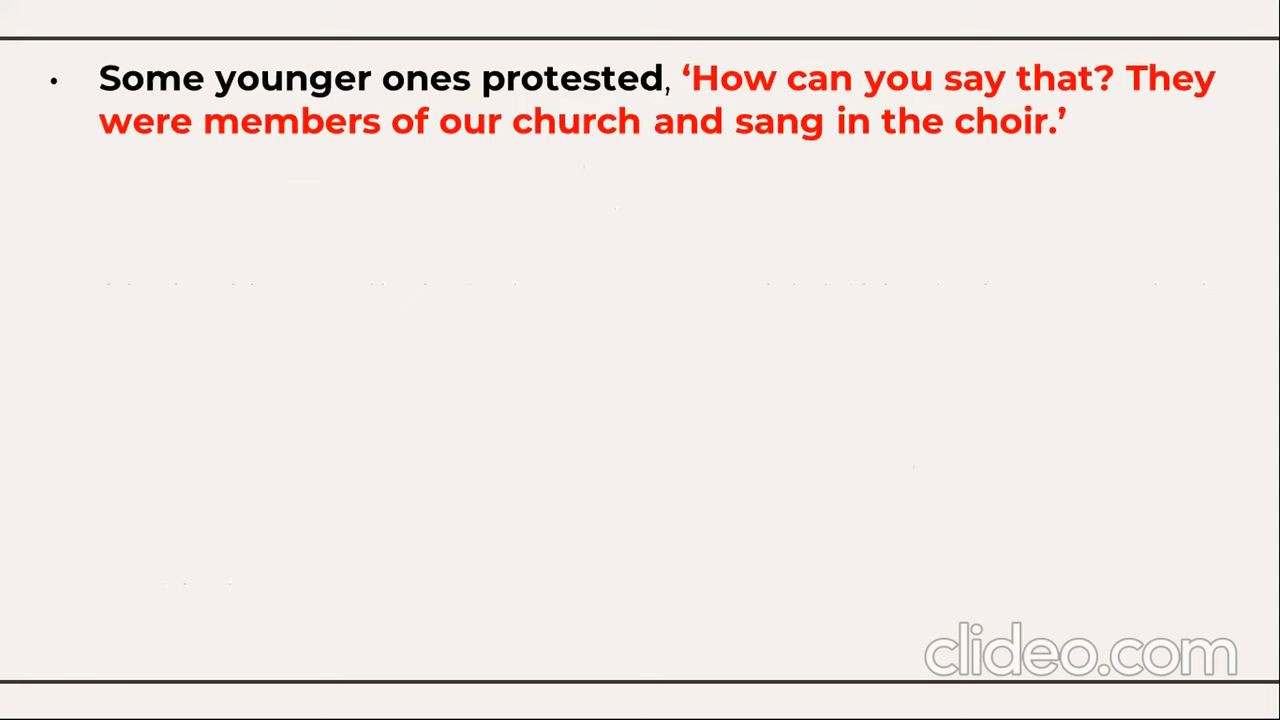 • Some younger ones protested, ‘How can you say that? They
were members of our church and sang in the choir.’
clideo.com